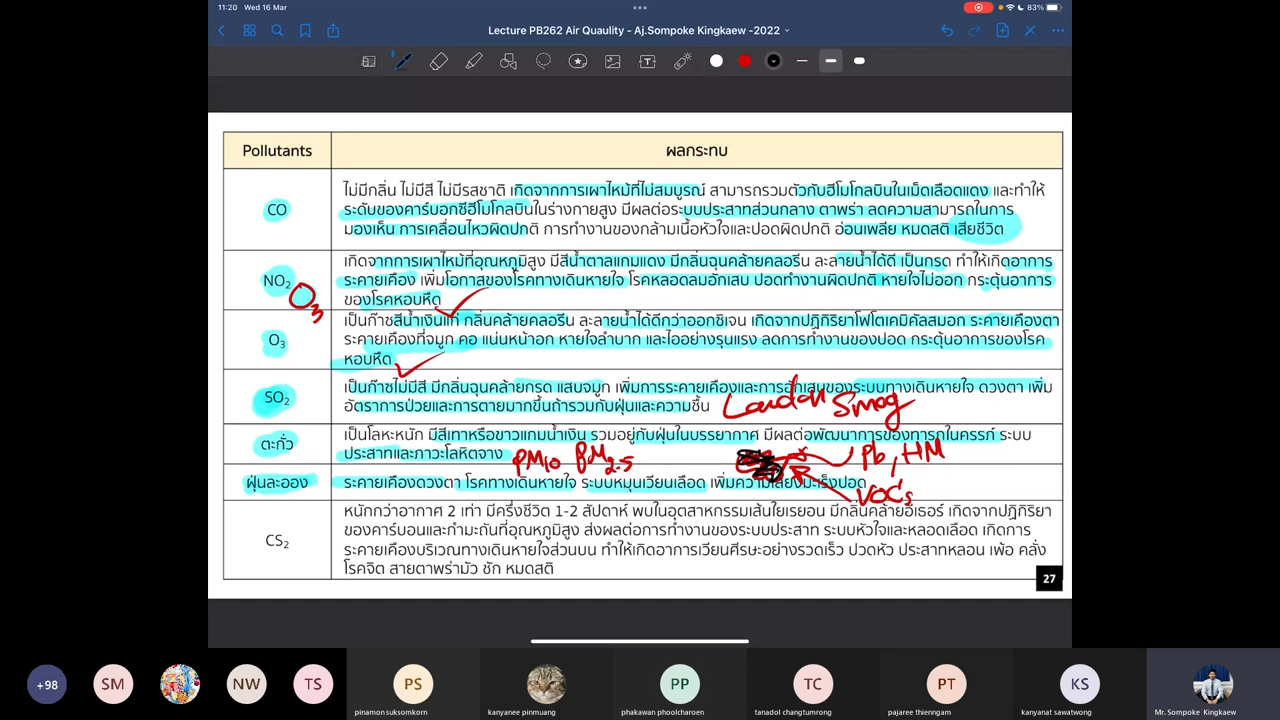 11:20 Wed 16 Mar
83%
Lecture PB262 Air Quaulity - Aj.Sompoke Kingkaew -2022
Pollutants
ผลกระทบ
CO
ไม่มีกลิ่น ไม่มีสี ไม่มีรสชาติ เกิดจากการเผาไหม้ที่ไม่สมบูรณ์ สามารถรวมตัวกับฮีโมโกลบินในเม็ดเลือดแดง และทำให้
ระดับของคาร์บอกซีฮีโมโกลบินในร่างกายสูง มีผลต่อระบบประสาทส่วนกลาง ตาพร่า ลดความสามารถในการ
มองเห็น การเคลื่อนไหวผิดปกติ การทำงานของกล้ามเนื้อหัวใจและปอดผิดปกติ อ่อนเพลีย หมดสติ เสียชีวิต
NO2
O3
เกิดจากการเผาไหม้ที่อุณหภูมิสูง มีสีน้ำตาลแกมแดง มีกลิ่นฉุนคล้ายคลอรีน ละลายน้ำได้ดี เป็นกรด ทำให้เกิดอาการ
ระคายเคือง เพิ่มโอกาสของโรคทางเดินหายใจ โรคหลอดลมอักเสบ ปอดทำงานผิดปกติ หายใจไม่ออก กระตุ้นอาการ
ของโรคหอบหืด
O3
เป็นก๊าซสีน้ำเงินแก่ กลิ่นคล้ายคลอรีน ละลายน้ำได้ดีกว่าออกซิเจน เกิดจากปฏิกิริยาโฟโตเคมิคัลสมอก ระคายเคืองตา
ระคายเคืองที่จมูก คอ แน่นหน้าอก หายใจลำบาก และไออย่างรุนแรง ลดการทำงานของปอด กระตุ้นอาการของโรค
หอบหืด
SO2
เป็นก๊าซไม่มีสี มีกลิ่นฉุนคล้ายกรด แสบจมูก เพิ่มการระคายเคืองและการอักเสบของระบบทางเดินหายใจ ดวงตา เพิ่ม
อัตราการป่วยและการตายมากขึ้นถ้ารวมกับฝุ่นและความชื้น
London Smog
ตะกั่ว
เป็นโลหะหนัก มีสีเทาหรือขาวแกมน้ำเงิน รวมอยู่กับฝุ่นในบรรยากาศ มีผลต่อพัฒนาการของทารกในครรภ์ ระบบ
ประสาทและภาวะโลหิตจาง
PM10 PM2.5
Pb, HM
ฝุ่นละออง
ระคายเคืองดวงตา โรคทางเดินหายใจ ระบบหมุนเวียนเลือด เพิ่มความเสี่ยงมะเร็งปอด
VOCs
CS2
หนักกว่าอากาศ 2 เท่า มีครึ่งชีวิต 1-2 สัปดาห์ พบในอุตสาหกรรมเส้นใยเรยอน มีกลิ่นคล้ายอีเธอร์ เกิดจากปฏิกิริยา
ของคาร์บอนและกำมะถันที่อุณหภูมิสูง ส่งผลต่อการทำงานของระบบประสาท ระบบหัวใจและหลอดเลือด เกิดการ
ระคายเคืองบริเวณทางเดินหายใจส่วนบน ทำให้เกิดอาการเวียนศีรษะอย่างรวดเร็ว ปวดหัว ประสาทหลอน เพ้อ คลั่ง
โรคจิต สายตาพร่ามัว ชัก หมดสติ
27
+98
SM
NW
TS
PS
PP
TC
PT
KS
pinamon suksomkorn
kanyanee pinmuang
phakawan phoolcharoen
tanadol changtumrong
pajaree thienngam
kanyanat sawatwong
Mr. Sompoke Kingkaew